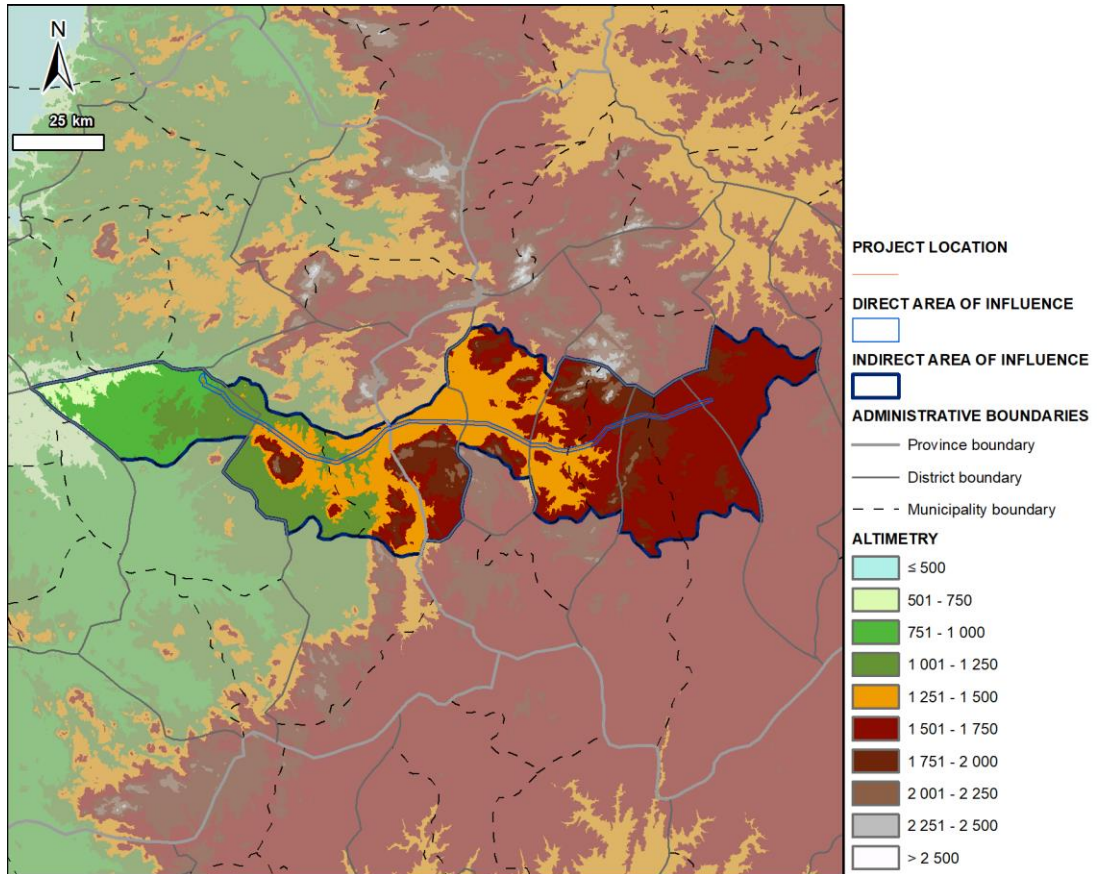 N
25 km
PROJECT LOCATION
DIRECT AREA OF INFLUENCE
INDIRECT AREA OF INFLUENCE
ADMINISTRATIVE BOUNDARIES
Province boundary
District boundary
Municipality boundary
ALTIMETRY
≤ 500
501 - 750
751 - 1 000
1 001 - 1 250
1 251 - 1 500
1 501 - 1 750
1 751 - 2 000
2 001 - 2 250
2 251 - 2 500
> 2 500